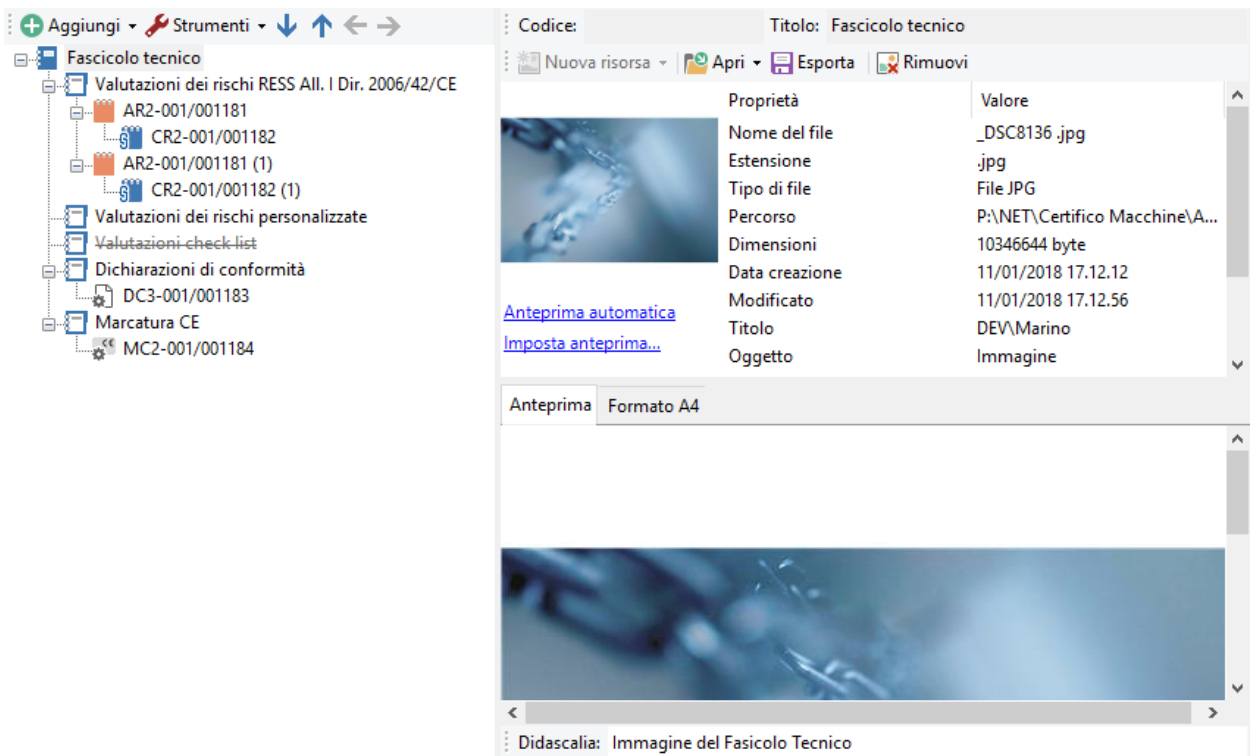 Aggiungi Strumenti
Fascicolo tecnico
Valutazioni dei rischi RESS All. I Dir. 2006/42/CE
AR2-001/001181
CR2-001/001182
AR2-001/001181 (1)
CR2-001/001182 (1)
Valutazioni dei rischi personalizzate
Valutazioni check list
Dichiarazioni di conformità
DC3-001/001183
Marcatura CE
MC2-001/001184
Codice: Titolo: Fascicolo tecnico
Nuova risorsa Apri Esporta Rimuovi
Proprietà Valore
Nome del file _DSC8136 .jpg
Estensione .jpg
Tipo di file File JPG
Percorso P:\NET\Certifico Macchine\A...
Dimensioni 10346644 byte
Data creazione 11/01/2018 17.12.12
Modificato 11/01/2018 17.12.56
Titolo DEV\Marino
Oggetto Immagine
Anteprima automatica
Imposta anteprima...
Anteprima Formato A4
Didascalia: Immagine del Fasicolo Tecnico